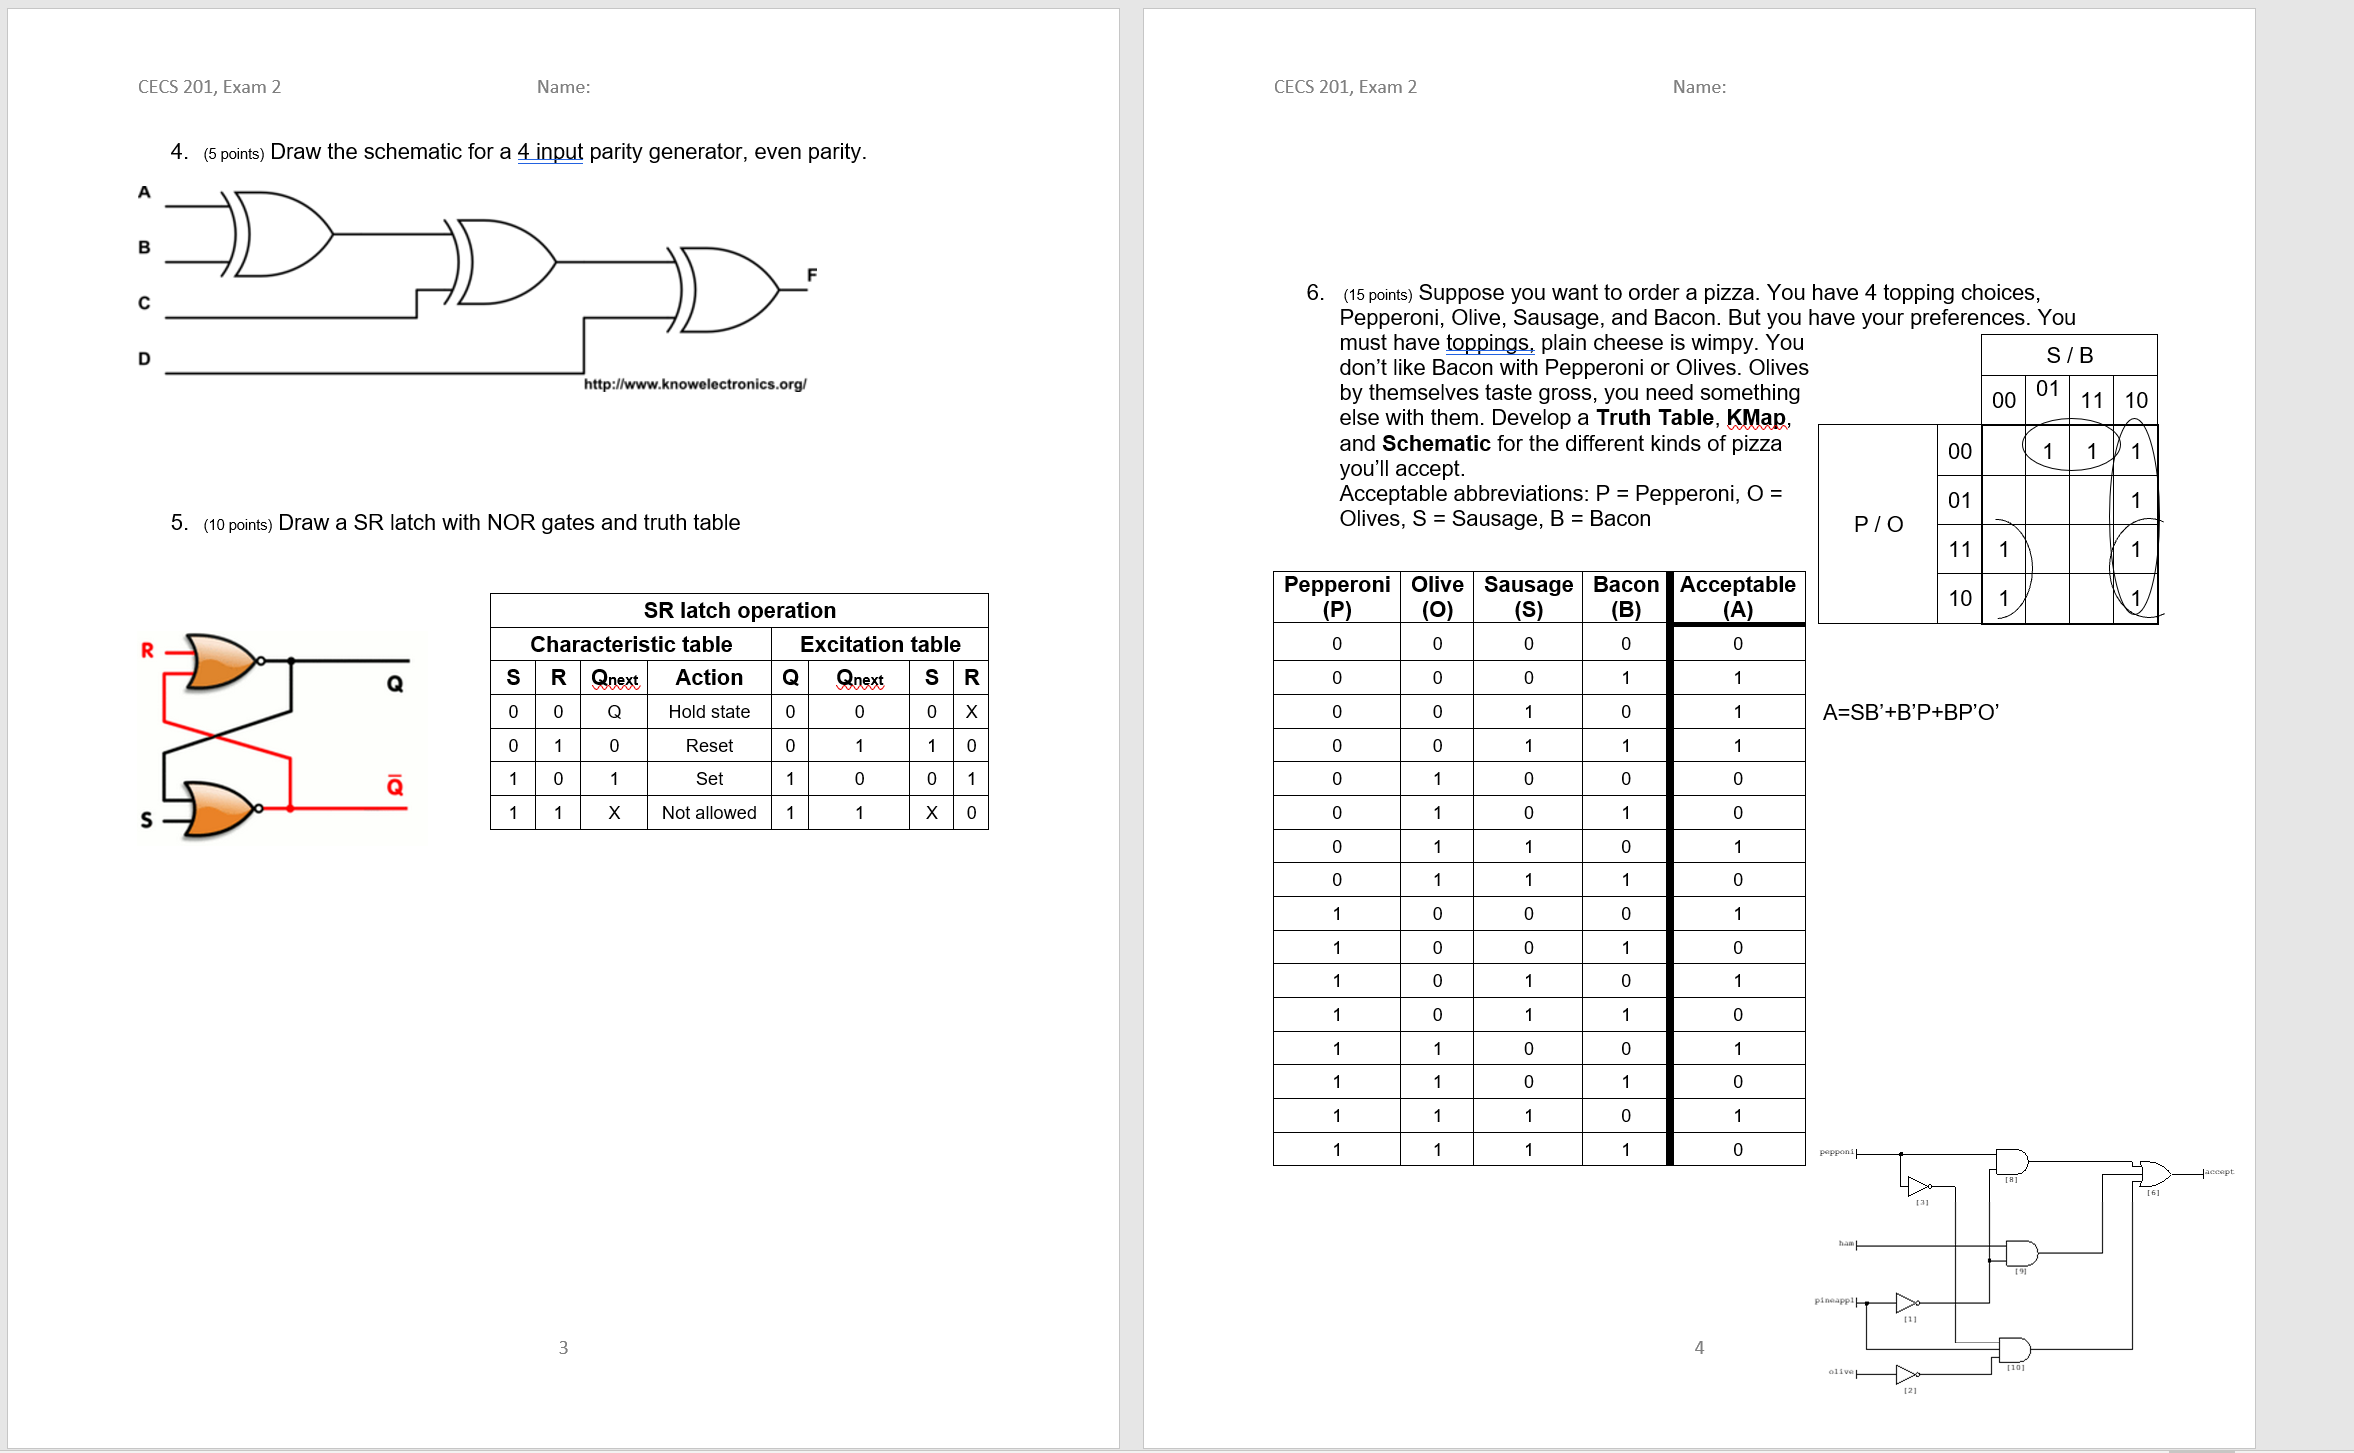 CECS 201, Exam 2 Name:
4. (5 points) Draw the schematic for a 4 input parity generator, even parity.
A
B
C
D
F
http://www.knowelectronics.org/
5. (10 points) Draw a SR latch with NOR gates and truth table
R
Q
Q̅
S
SR latch operation
Characteristic table Excitation table
S R Qnext Action Q Qnext S R
0 0 Q Hold state 0 0 0 X
0 1 0 Reset 0 1 1 0
1 0 1 Set 1 0 0 1
1 1 X Not allowed 1 1 X 0
3
CECS 201, Exam 2 Name:
6. (15 points) Suppose you want to order a pizza. You have 4 topping choices,
Pepperoni, Olive, Sausage, and Bacon. But you have your preferences. You
must have toppings, plain cheese is wimpy. You
don’t like Bacon with Pepperoni or Olives. Olives
by themselves taste gross, you need something
else with them. Develop a Truth Table, KMap,
and Schematic for the different kinds of pizza
you’ll accept.
Acceptable abbreviations: P = Pepperoni, O =
Olives, S = Sausage, B = Bacon
S / B
00 01 11 10
P / O
00 1 1 1
01 1
11 1 1
10 1 1
Pepperoni Olive Sausage Bacon Acceptable
(P) (O) (S) (B) (A)
0 0 0 0 0
0 0 0 1 1
0 0 1 0 1
0 0 1 1 1
0 1 0 0 0
0 1 0 1 0
0 1 1 0 1
0 1 1 1 0
1 0 0 0 1
1 0 0 1 0
1 0 1 0 1
1 0 1 1 0
1 1 0 0 1
1 1 0 1 0
1 1 1 0 1
1 1 1 1 0
A=SB’+B’P+BP’O’
pepponi
[8]
accept
[6]
[3]
ham
[9]
pineappl
[1]
[10]
olive
[2]
4